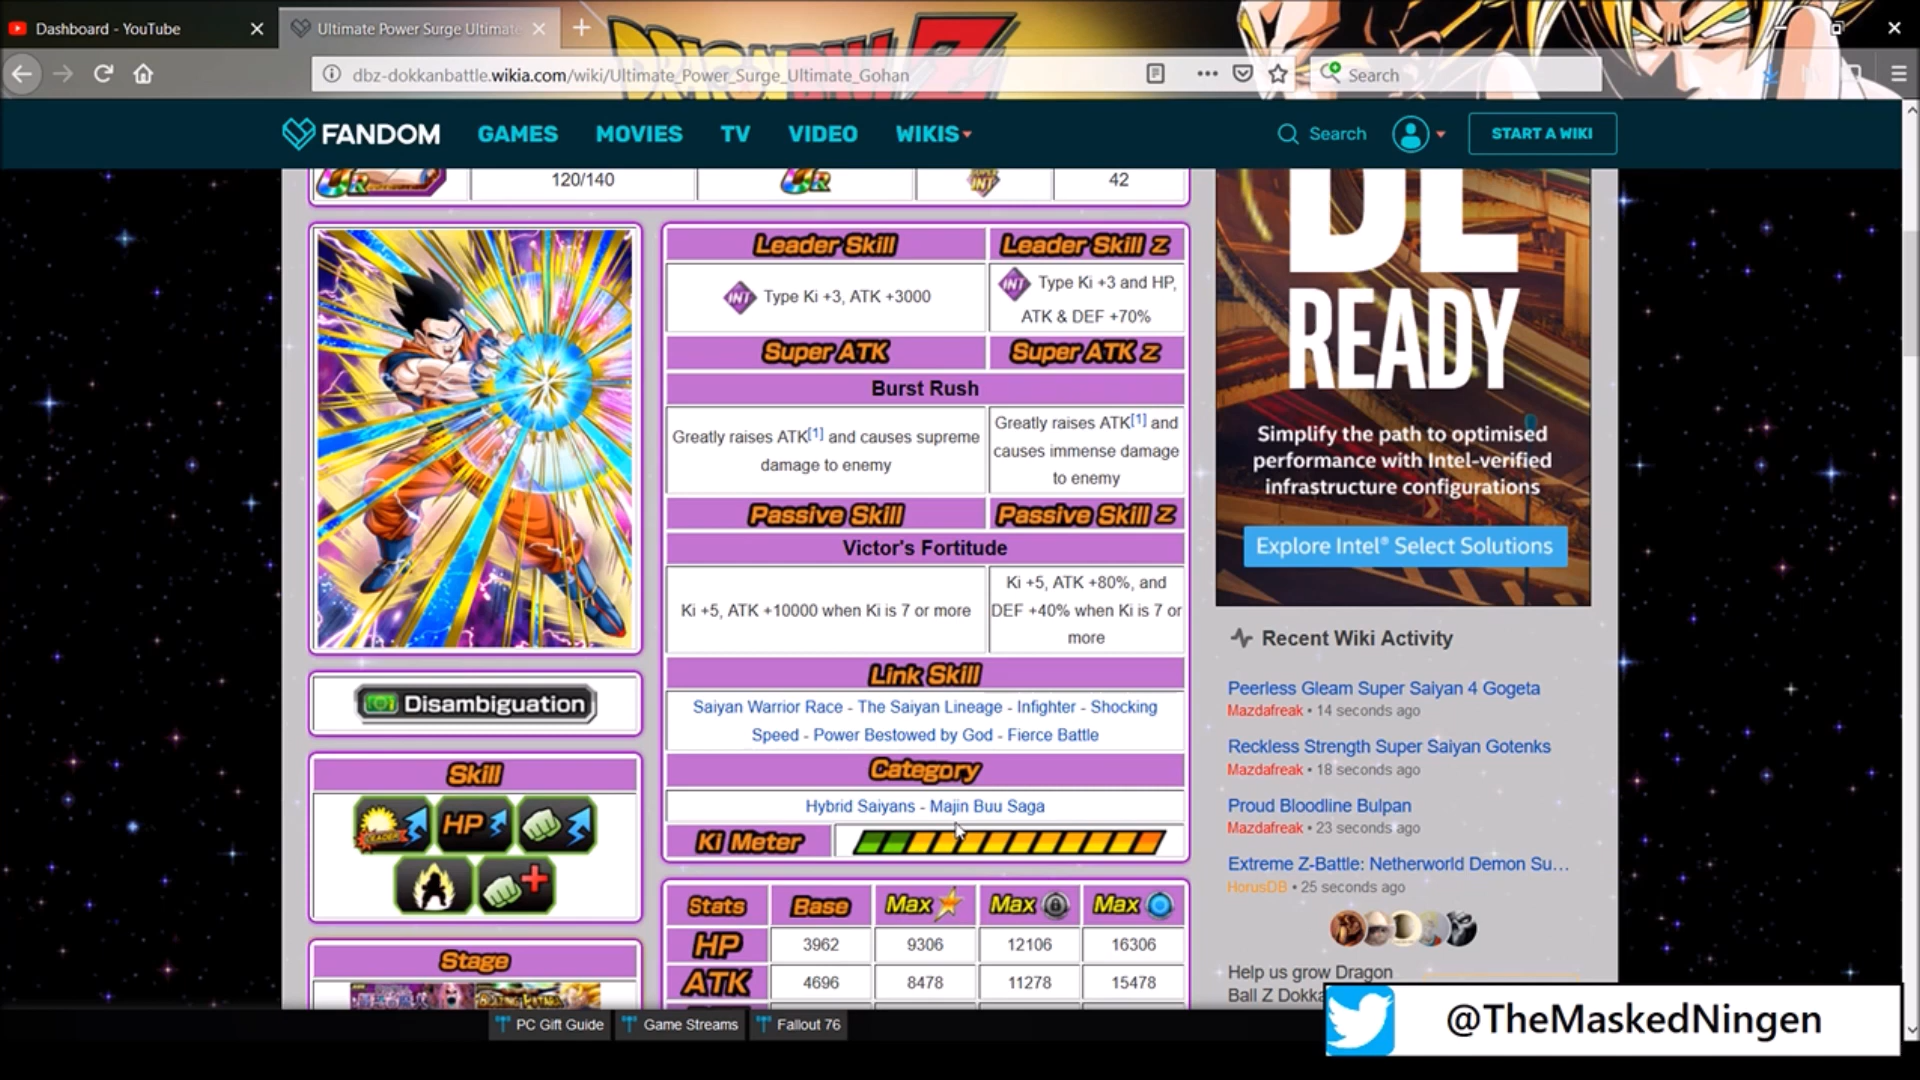 Dashboard - YouTube
Ultimate Power Surge Ultimate
DRAGON BALL Z
dbz-dokkanbattle.wikia.com/wiki/Ultimate_Power_Surge_Ultimate_Gohan
Search
FANDOM
GAMES
MOVIES
TV
VIDEO
WIKIS
Search
START A WIKI
UR
120/140
UR
SUPER INT
42
Leader Skill
Leader Skill Z
INT Type Ki +3, ATK +3000
INT Type Ki +3 and HP,
ATK & DEF +70%
Super ATK
Super ATK Z
Burst Rush
Greatly raises ATK[1] and causes supreme
damage to enemy
Greatly raises ATK[1] and
causes immense damage
to enemy
Passive Skill
Passive Skill Z
Victor's Fortitude
Ki +5, ATK +10000 when Ki is 7 or more
Ki +5, ATK +80%, and
DEF +40% when Ki is 7 or
more
Link Skill
Saiyan Warrior Race - The Saiyan Lineage - Infighter - Shocking
Speed - Power Bestowed by God - Fierce Battle
Category
Hybrid Saiyans - Majin Buu Saga
Ki Meter
Disambiguation
Skill
LEADER
HP
Stage
Stats
Base
Max
Max
Max
HP
3962
9306
12106
16306
ATK
4696
8478
11278
15478
READY
Simplify the path to optimised
performance with Intel-verified
infrastructure configurations
Explore Intel® Select Solutions
Recent Wiki Activity
Peerless Gleam Super Saiyan 4 Gogeta
Mazdafreak • 14 seconds ago
Reckless Strength Super Saiyan Gotenks
Mazdafreak • 18 seconds ago
Proud Bloodline Bulpan
Mazdafreak • 23 seconds ago
Extreme Z-Battle: Netherworld Demon Su...
HorusDB • 25 seconds ago
Help us grow Dragon
Ball Z Dokka
PC Gift Guide
Game Streams
Fallout 76
@TheMaskedNingen